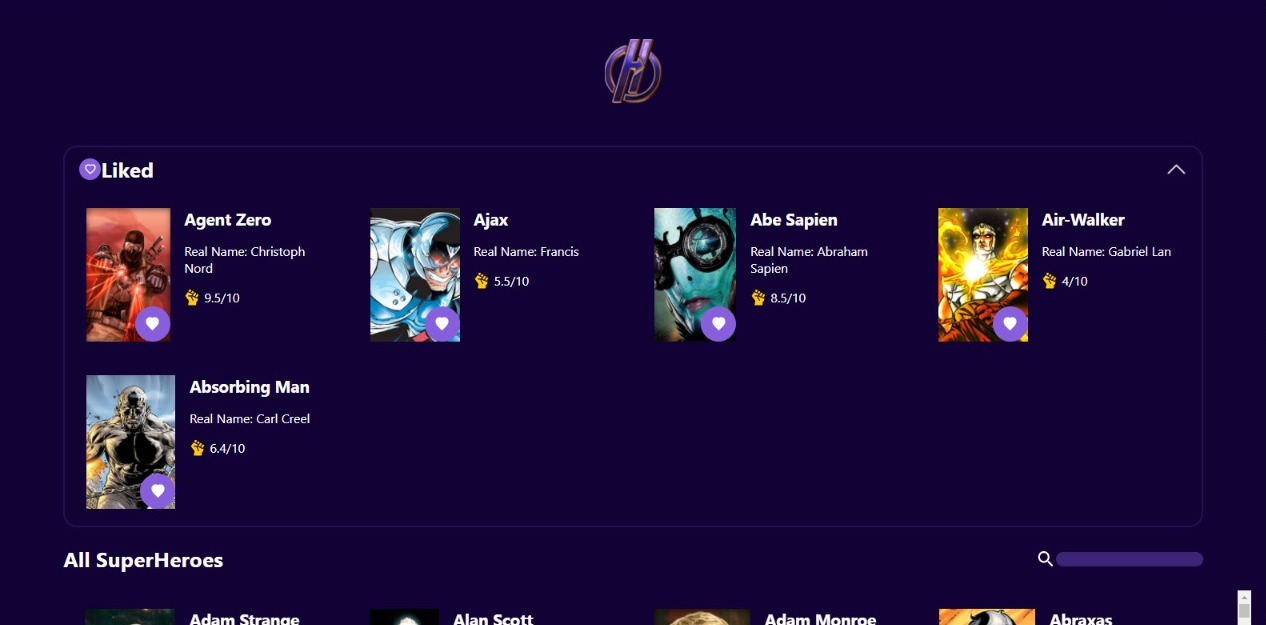 Liked
Agent Zero
Real Name: Christoph
Nord
9.5/10
Ajax
Real Name: Francis
5.5/10
Abe Sapien
Real Name: Abraham
Sapien
8.5/10
Air-Walker
Real Name: Gabriel Lan
4/10
Absorbing Man
Real Name: Carl Creel
6.4/10
All SuperHeroes
Adam Strange
Alan Scott
Adam Monroe
Abraxas